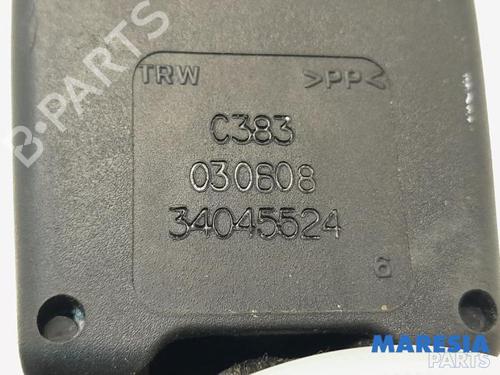 TRW >PP<
C383
030608
34045524
6
B-PARTS
MARESIA
PARTS